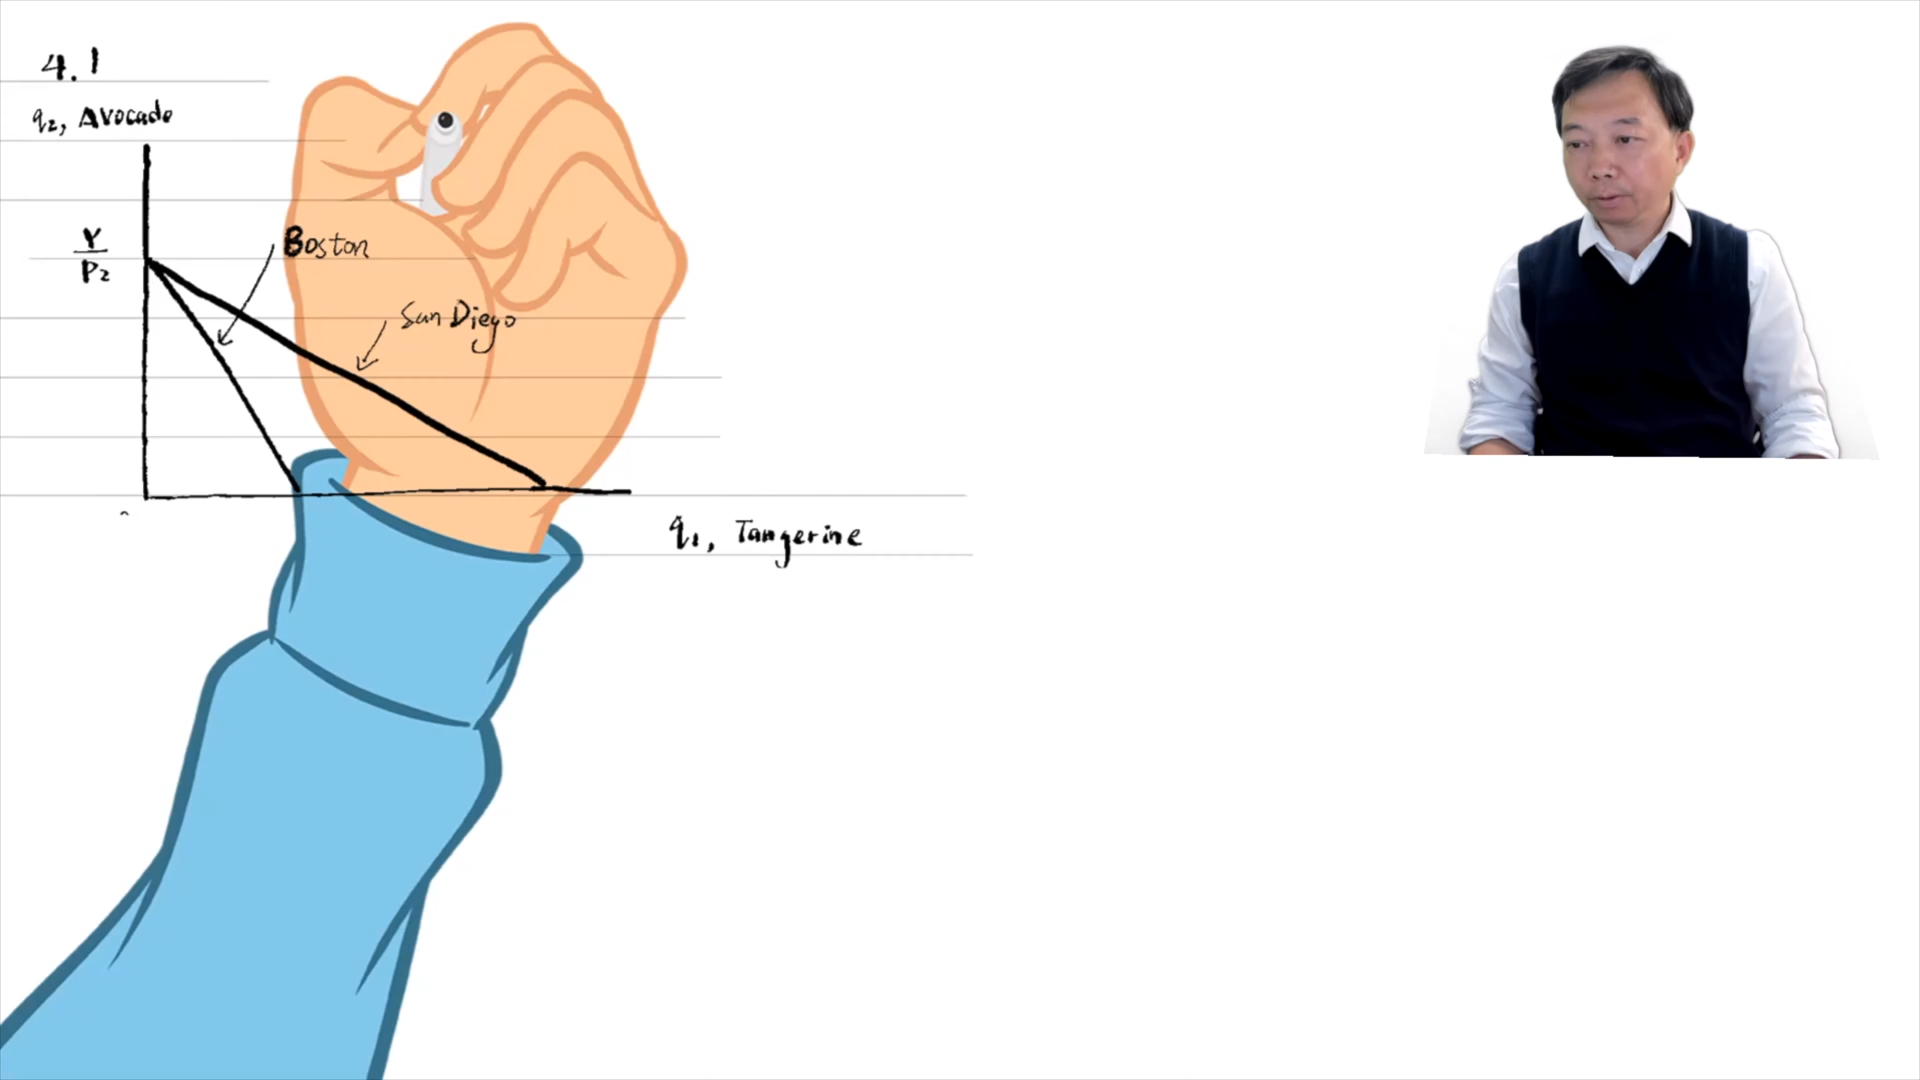 4.1
q2, Avocado
Y
P2
Boston
San Diego
q1, Tangerine